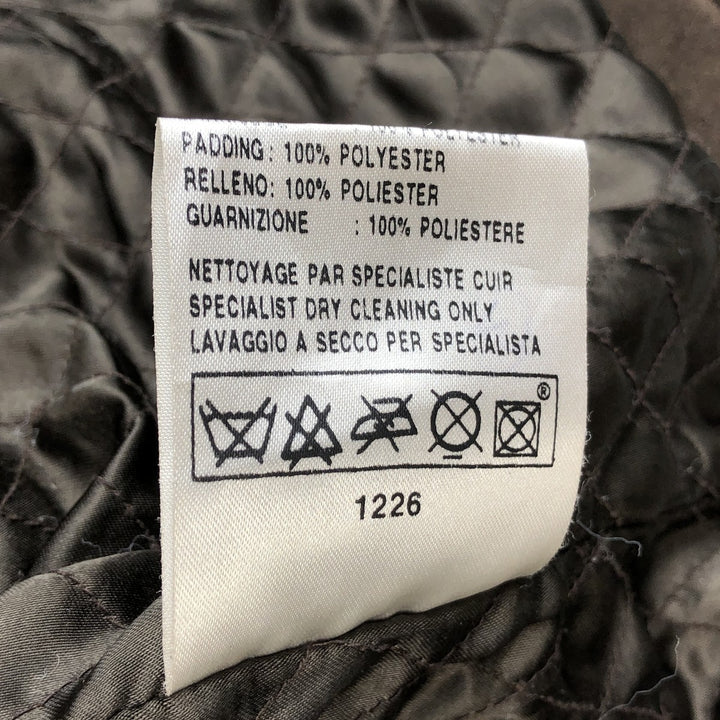 PADDING: 100% POLYESTER
RELLENO: 100% POLIESTER
GUARNIZIONE : 100% POLIESTERE
NETTOYAGE PAR SPECIALISTE CUIR
SPECIALIST DRY CLEANING ONLY
LAVAGGIO A SECCO PER SPECIALISTA
®
1226